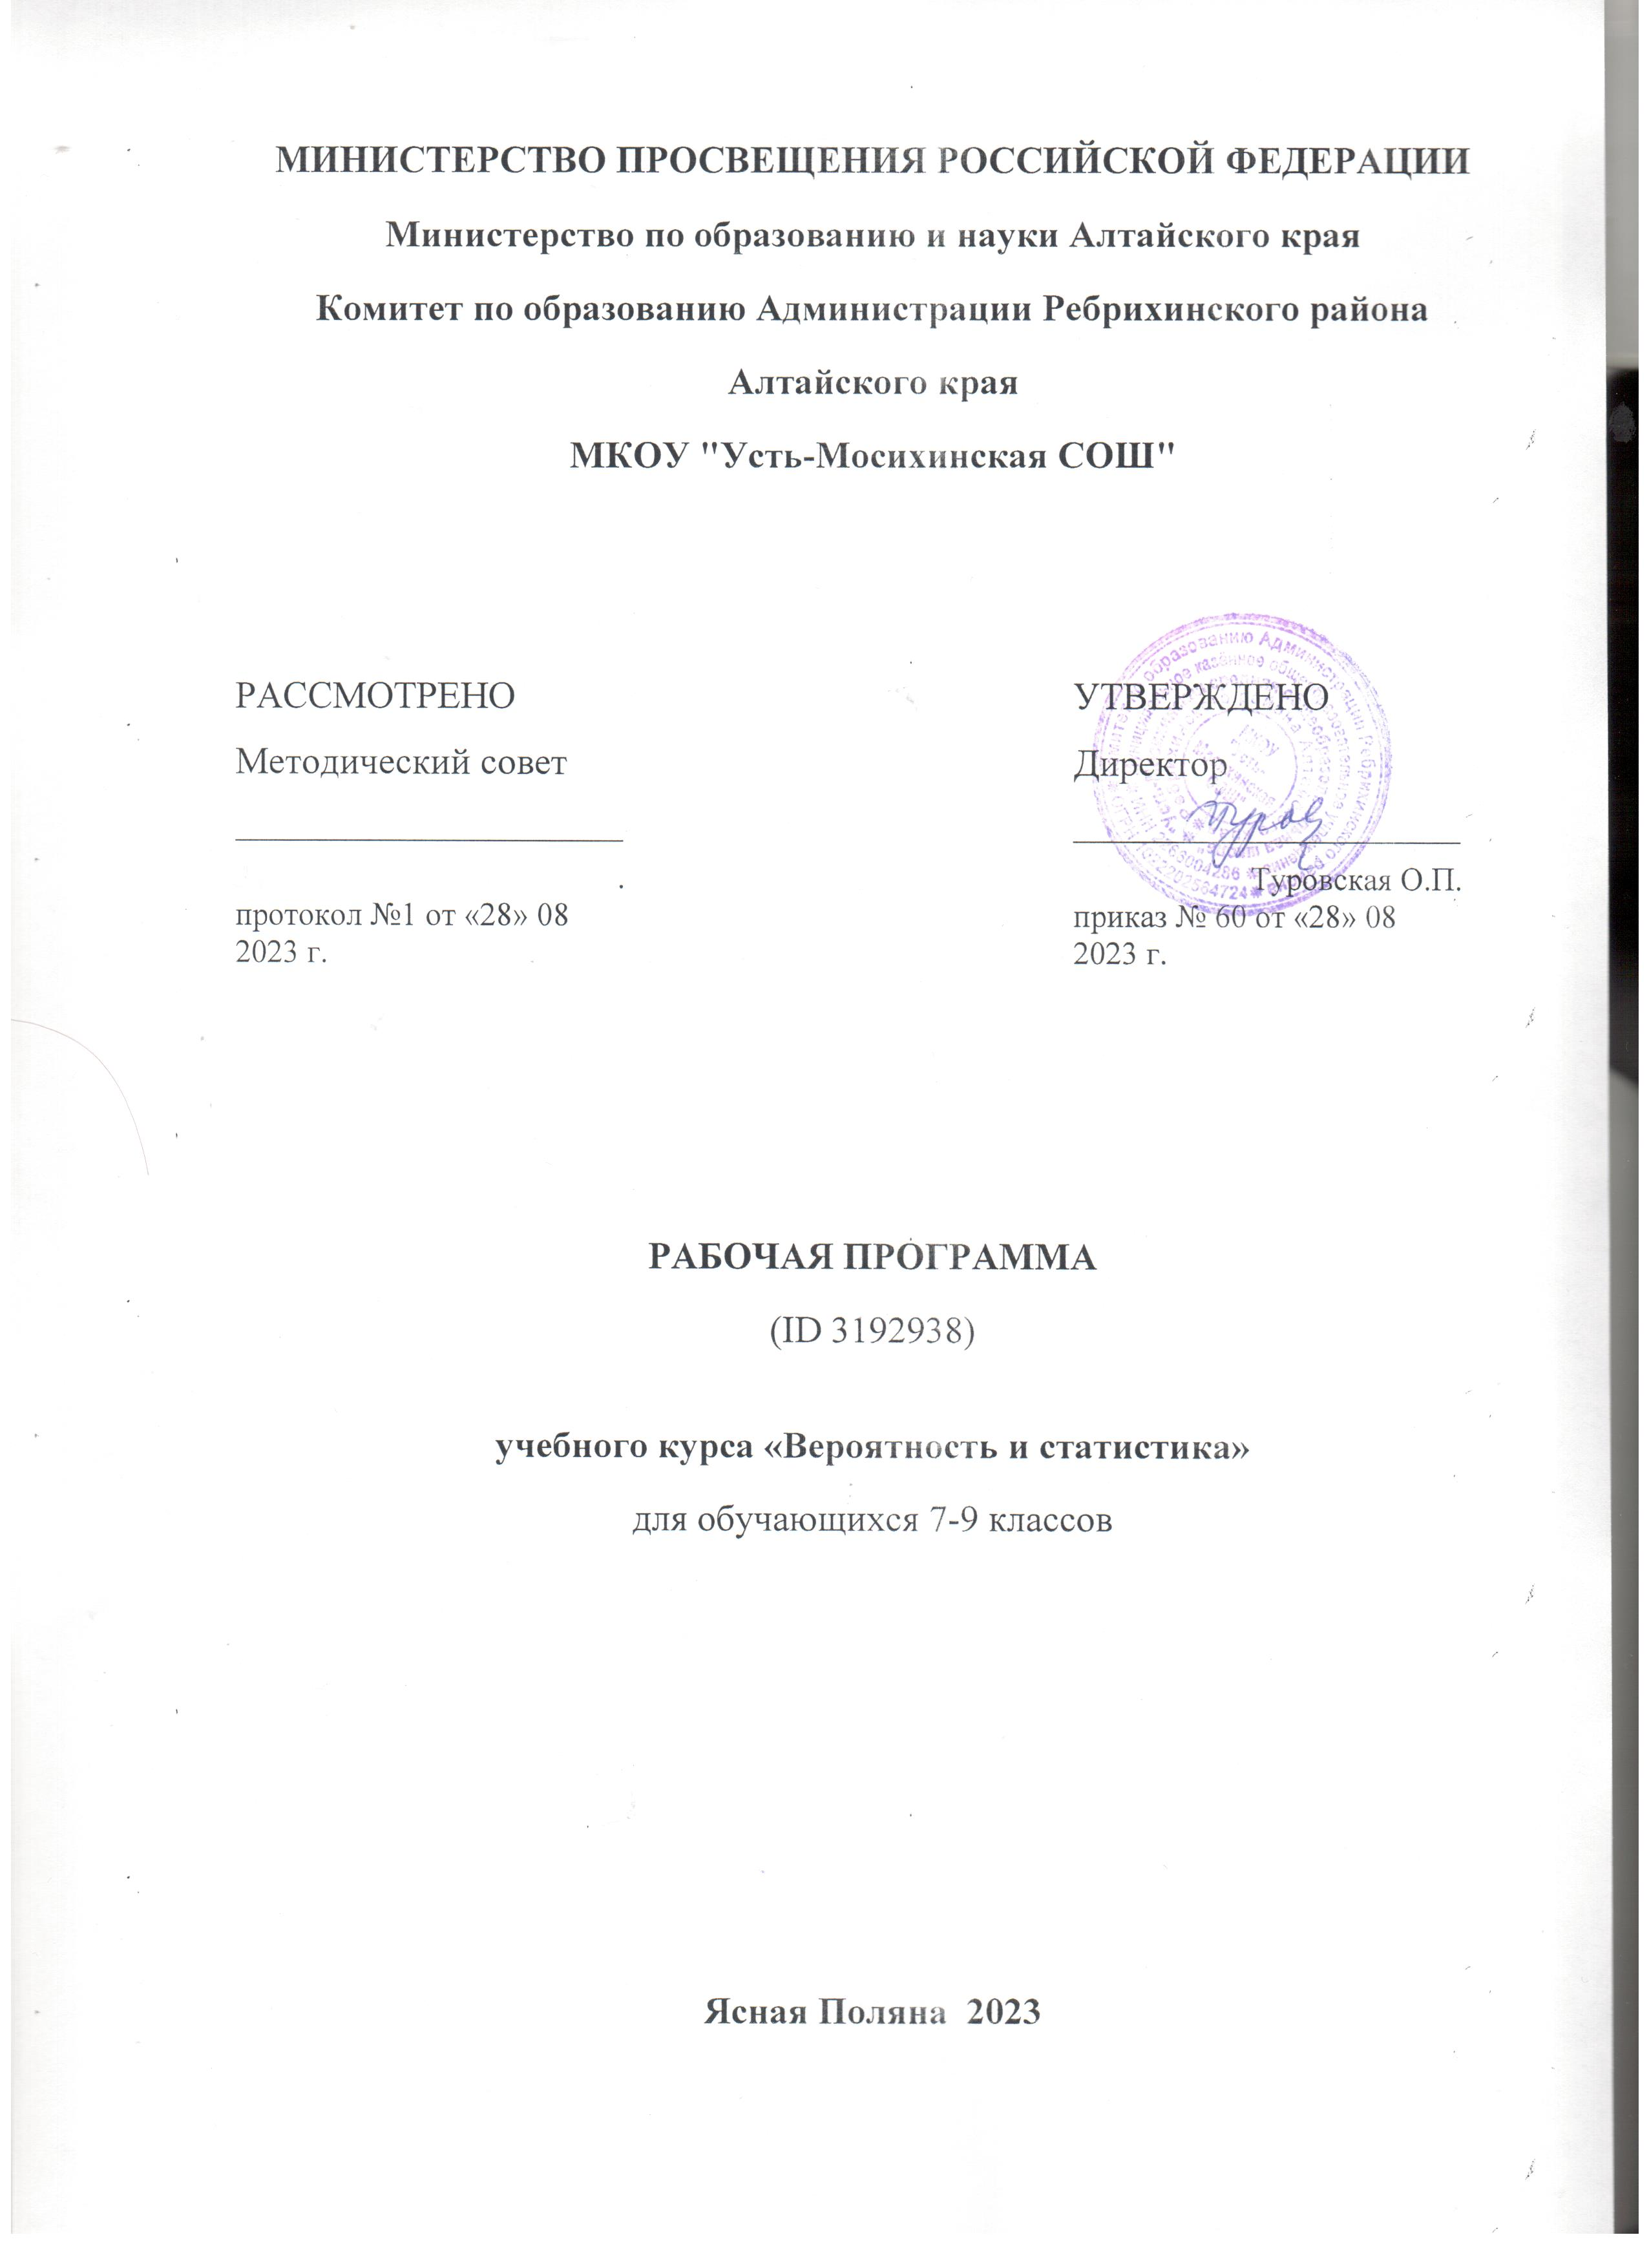 МИНИСТЕРСТВО ПРОСВЕЩЕНИЯ РОССИЙСКОЙ ФЕДЕРАЦИИ
Министерство по образованию и науки Алтайского края
Комитет по образованию Администрации Ребрихинского района
Алтайского края
МКОУ "Усть-Мосихинская СОШ"
РАССМОТРЕНО
Методический совет
протокол №1 от «28» 08
2023 г.
УТВЕРЖДЕНО
Директор
Туровская О.П.
приказ № 60 от «28» 08
2023 г.
образованию Администрации Ребрихинского
РАБОЧАЯ ПРОГРАММА
(ID 3192938)
учебного курса «Вероятность и статистика»
для обучающихся 7-9 классов
Ясная Поляна 2023